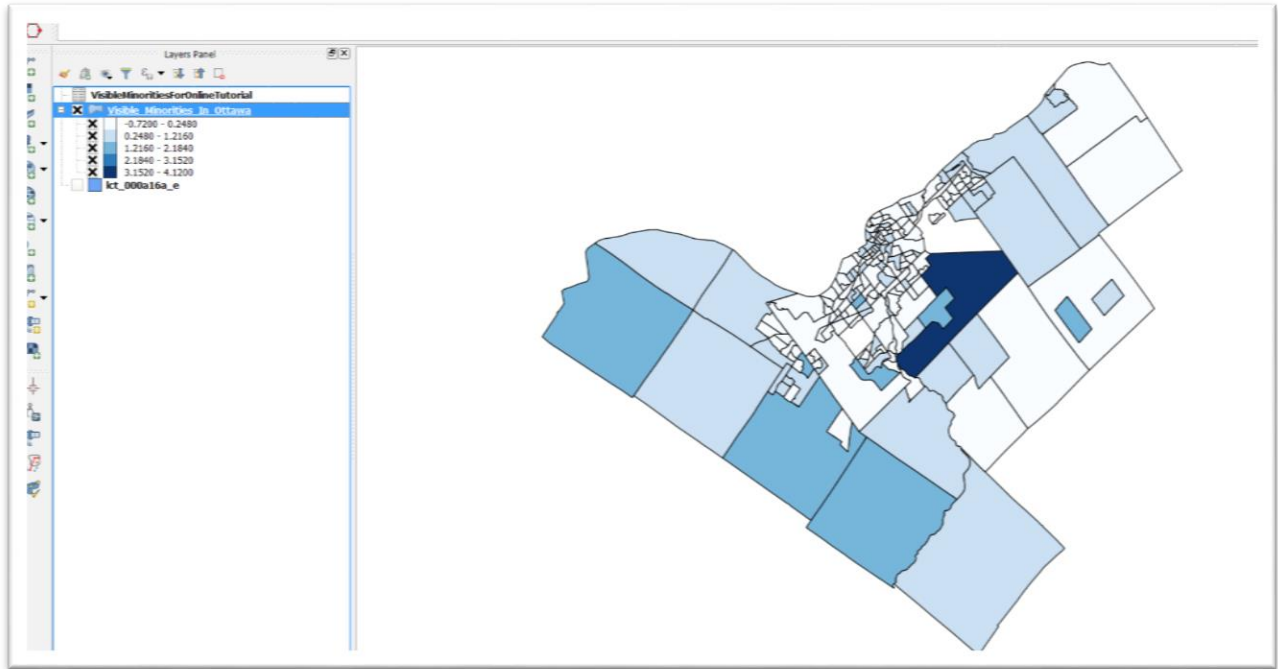 Layers Panel
VisibleMinoritiesForOnlineTutorial
Visible_Minorities_In_Ottawa
-0.7200 - 0.2480
0.2480 - 1.2160
1.2160 - 2.1840
2.1840 - 3.1520
3.1520 - 4.1200
lct_000a16a_e